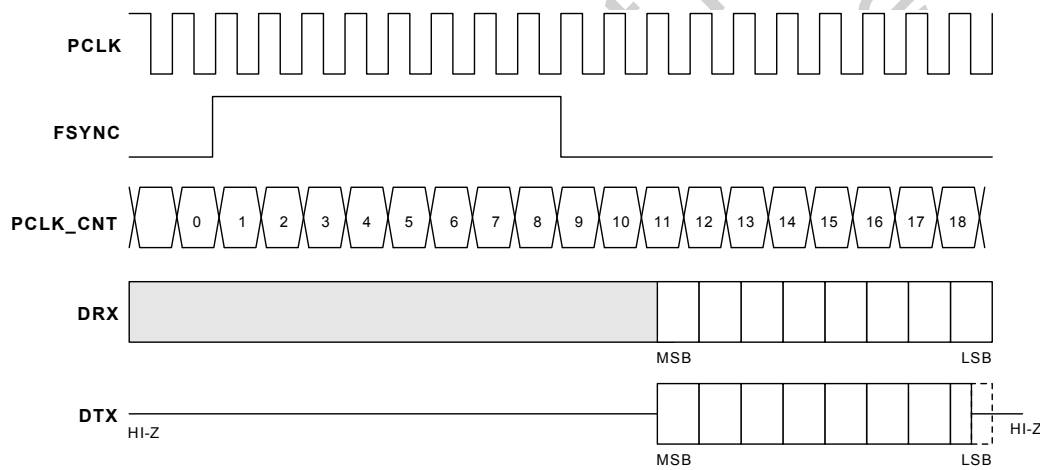 PCLK
FSYNC
PCLK_CNT 0 1 2 3 4 5 6 7 8 9 10 11 12 13 14 15 16 17 18
DRX
MSB LSB
DTX
HI-Z HI-Z
MSB LSB